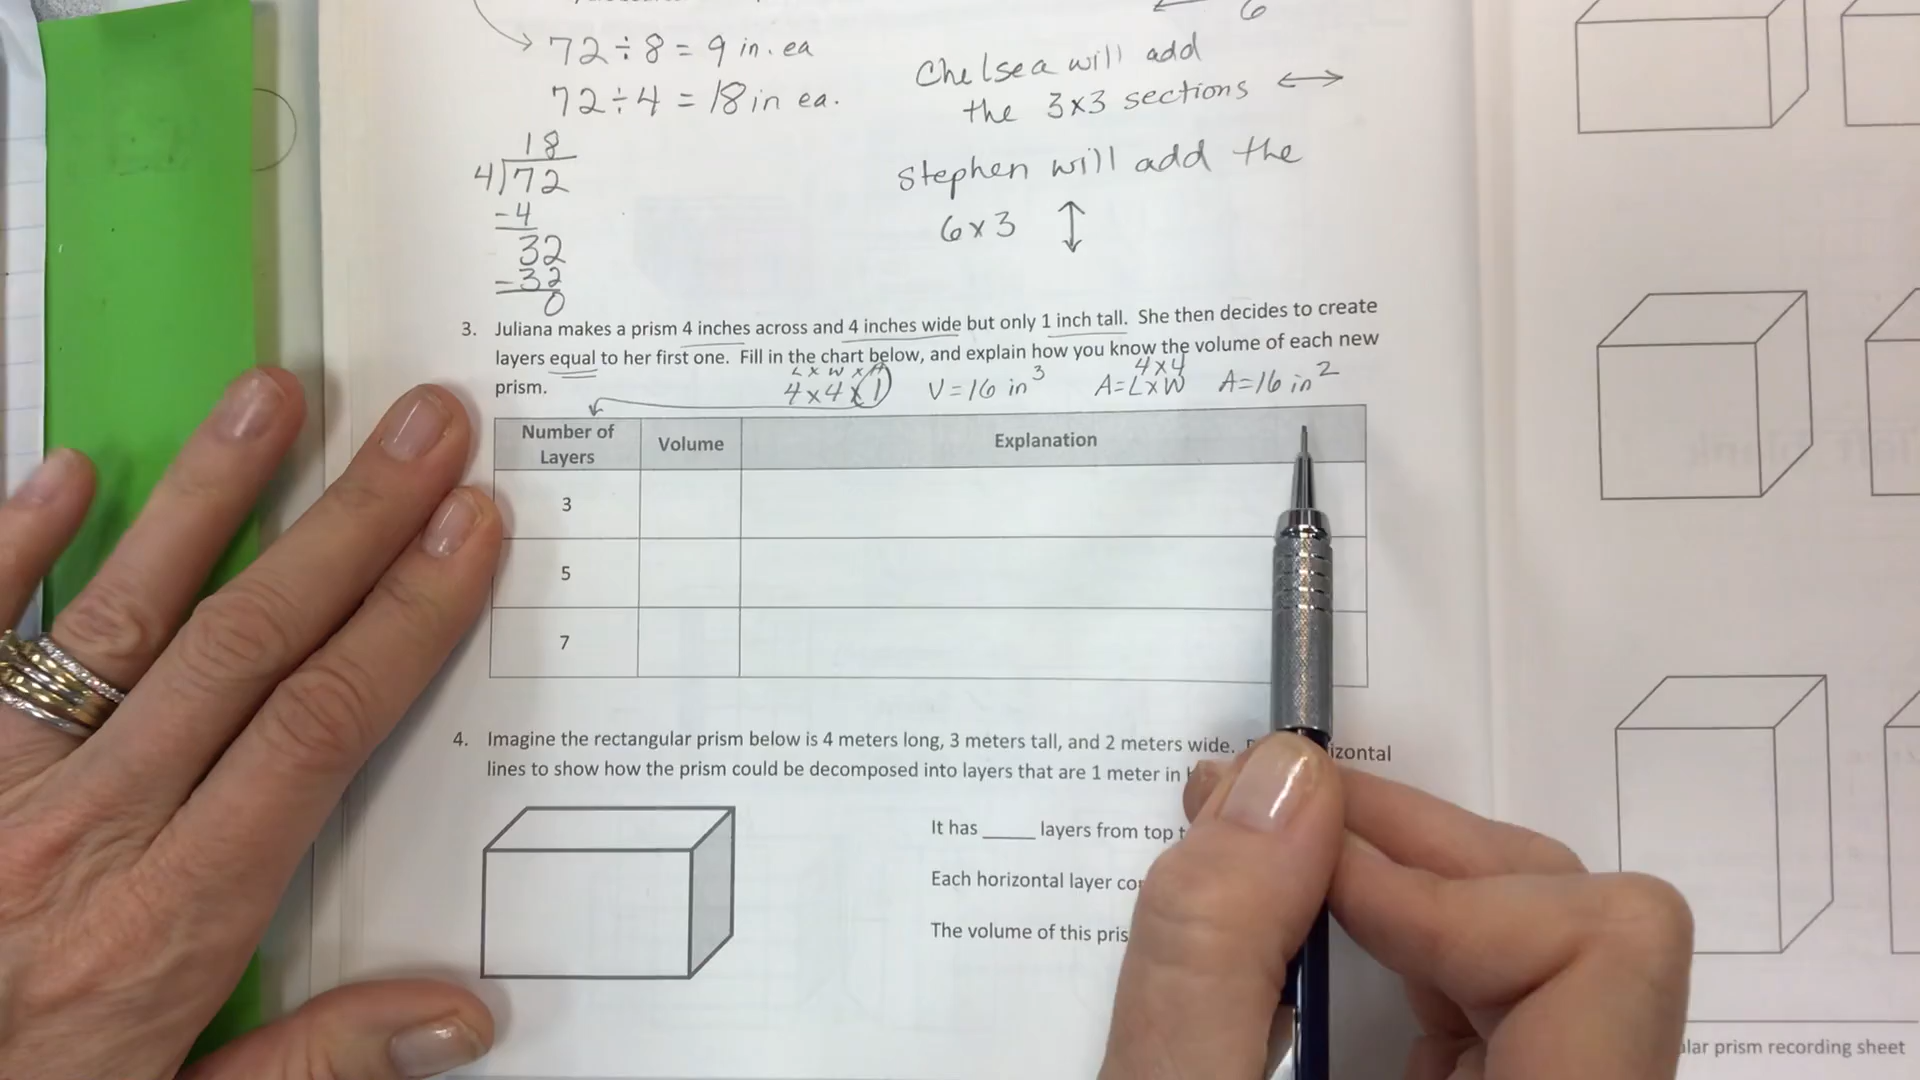 6
72 ÷ 8 = 9 in. ea
72 ÷ 4 = 18 in ea.
18
4)72
-4
32
-32
0
Chelsea will add
the 3x3 sections ↔
Stephen will add the
6x3 ↕
3. Juliana makes a prism 4 inches across and 4 inches wide but only 1 inch tall. She then decides to create
layers equal to her first one. Fill in the chart below, and explain how you know the volume of each new
prism.
L x W x H
4 x 4 x 1 V = 16 in³
4x4
A = L x W A = 16 in²
Number of Layers Volume Explanation
3
5
7
4. Imagine the rectangular prism below is 4 meters long, 3 meters tall, and 2 meters wide. izontal
lines to show how the prism could be decomposed into layers that are 1 meter in
It has _____ layers from top t
Each horizontal layer co
The volume of this pris
lar prism recording sheet